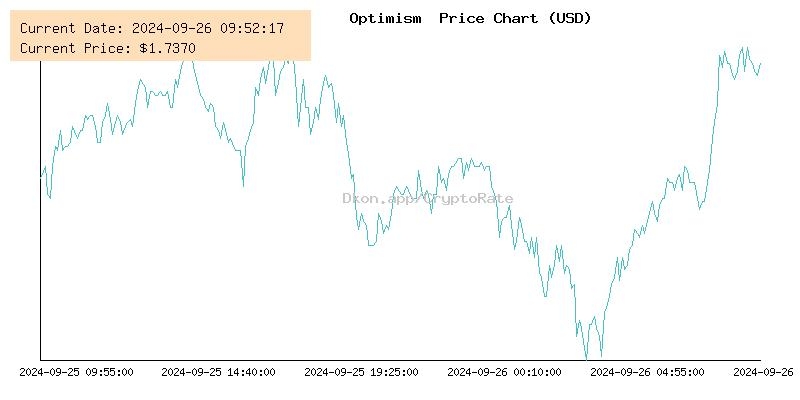 Optimism  Price Chart (USD)
Current Date: 2024-09-26 09:52:17
Current Price: $1.7370
Dkon.app/CryptoRate
2024-09-25 09:55:00 2024-09-25 14:40:00 2024-09-25 19:25:00 2024-09-26 00:10:00 2024-09-26 04:55:00 2024-09-26